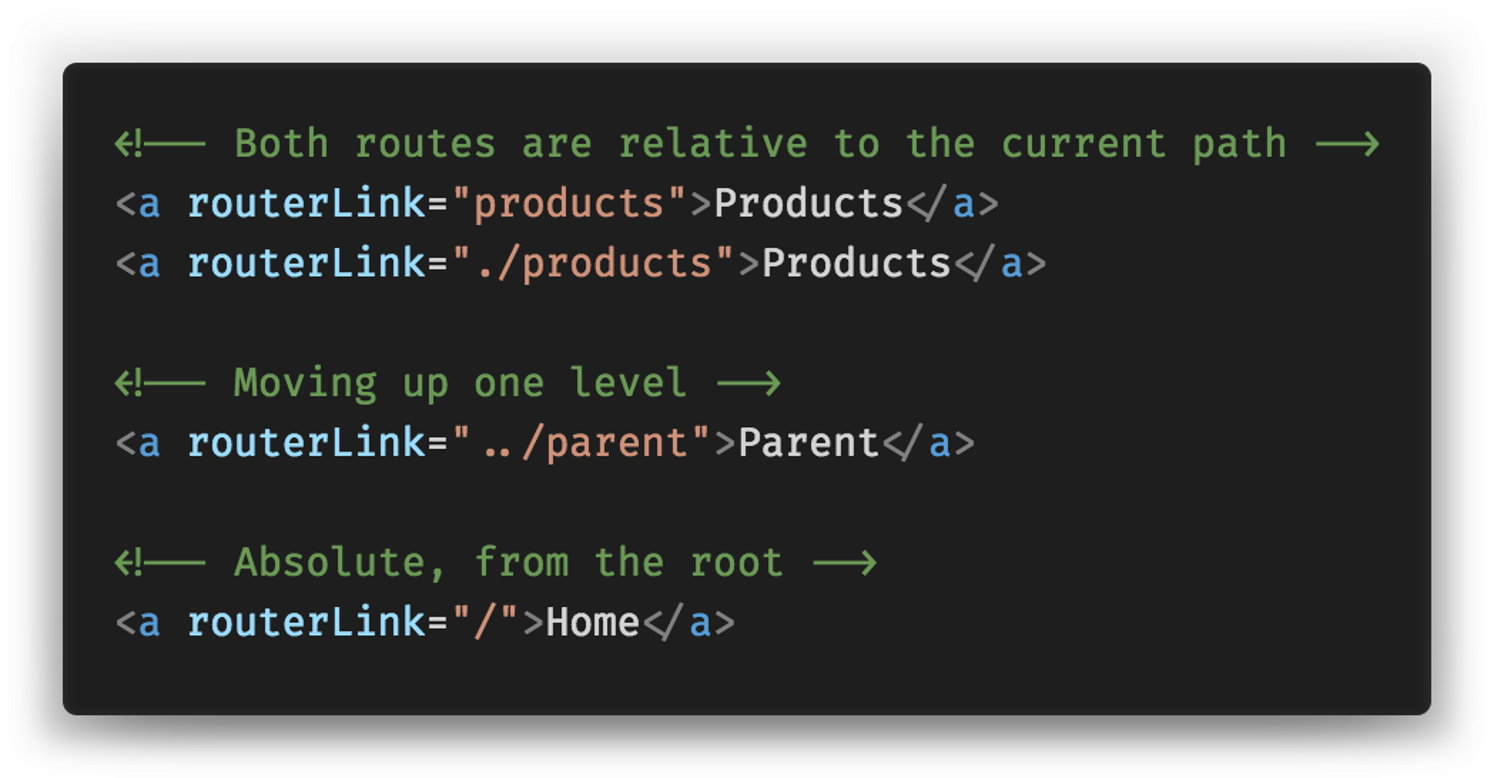 <!-- Both routes are relative to the current path -->
<a routerLink="products">Products</a>
<a routerLink="./products">Products</a>
<!-- Moving up one level -->
<a routerLink="../parent">Parent</a>
<!-- Absolute, from the root -->
<a routerLink="/">Home</a>